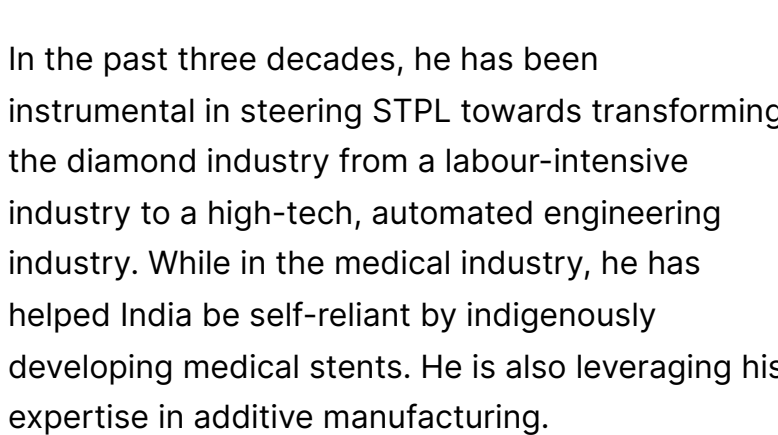 In the past three decades, he has been
instrumental in steering STPL towards transforming
the diamond industry from a labour-intensive
industry to a high-tech, automated engineering
industry. While in the medical industry, he has
helped India be self-reliant by indigenously
developing medical stents. He is also leveraging his
expertise in additive manufacturing.